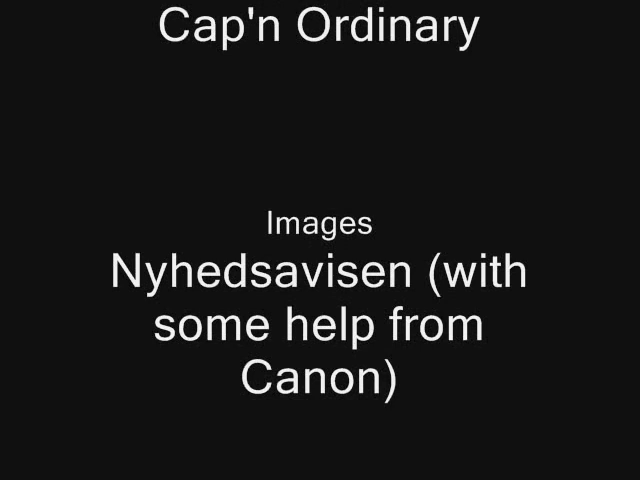 Cap'n Ordinary
Images
Nyhedsavisen (with
some help from
Canon)